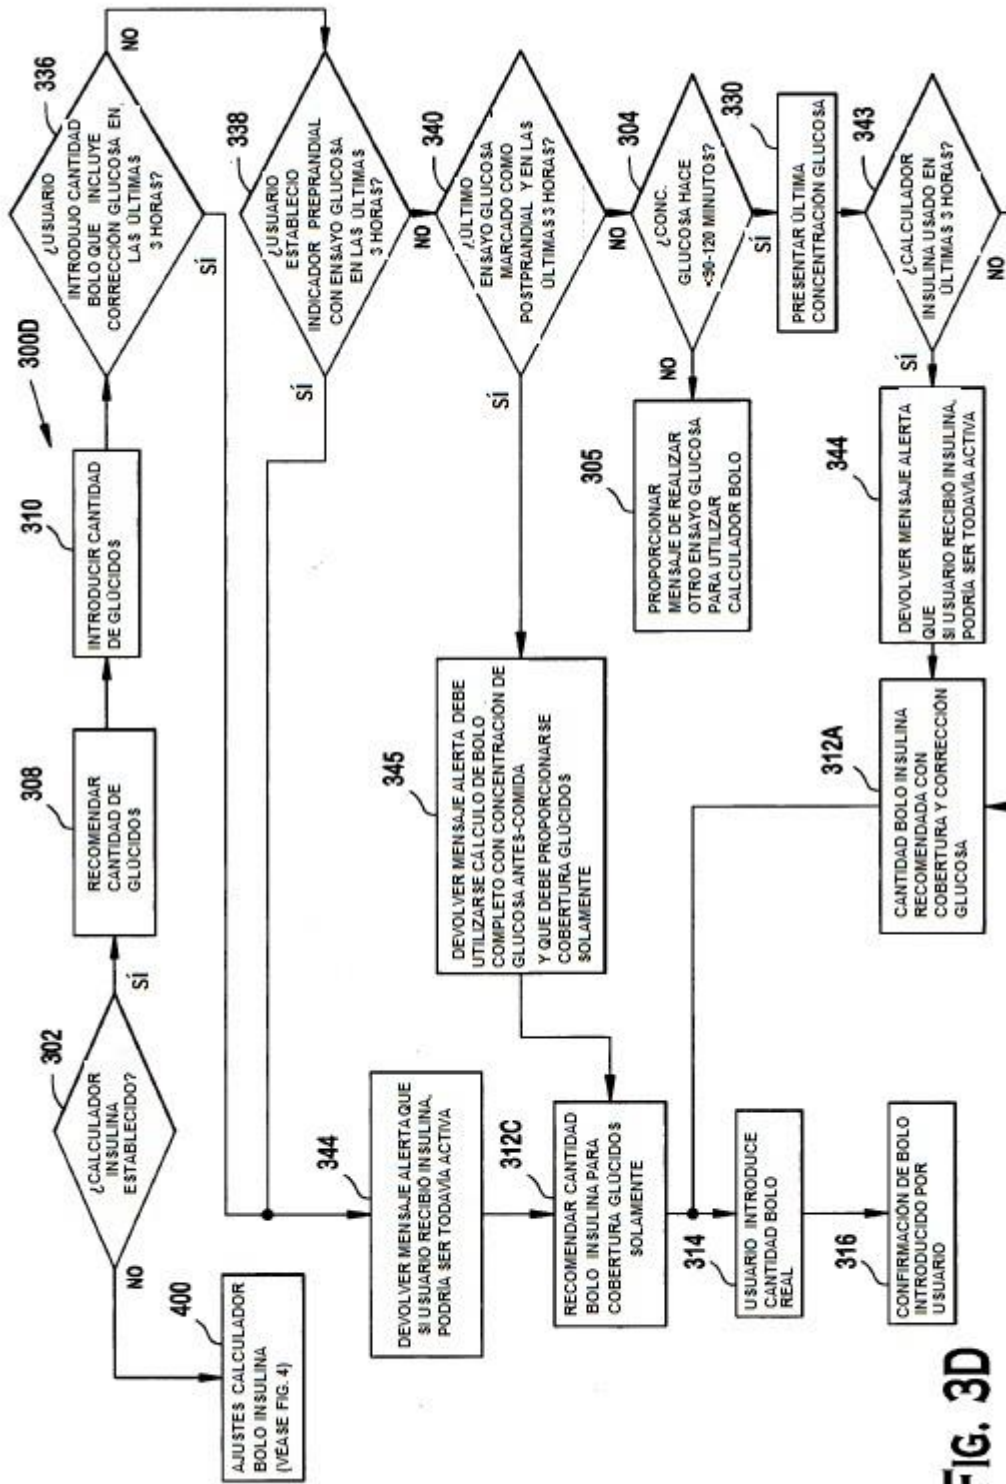 300D
302
¿CALCULADOR
INSULINA
ESTABLECIDO?
NO
SÍ
400
AJUSTES CALCULADOR
BOLO INSULINA
(VÉASE FIG. 4)
308
RECOMENDAR
CANTIDAD DE
GLÚCIDOS
310
INTRODUCIR CANTIDAD
DE GLÚCIDOS
336
¿USUARIO
INTRODUJO CANTIDAD
BOLO QUE INCLUYE
CORRECCIÓN GLUCOSA EN,
LAS ÚLTIMAS
3 HORAS?
NO
SÍ
338
¿USUARIO
ESTABLECIO
INDICADOR PREPRANDIAL
CON ENSAYO GLUCOSA
EN LAS ÚLTIMAS
3 HORAS?
SÍ
NO
340
¿ÚLTIMO
ENSAYO GLUCOSA
MARCADO COMO
POSTPRANDIAL Y EN LAS
ÚLTIMAS 3 HORAS?
SÍ
NO
304
¿CONC.
GLUCOSA HACE
<90-120 MINUTOS?
NO
SÍ
305
PROPORCIONAR
MENSAJE DE REALIZAR
OTRO ENSAYO GLUCOSA
PARA UTILIZAR
CALCULADOR BOLO
330
PRESENTAR ÚLTIMA
CONCENTRACIÓN GLUCOSA
343
¿CALCULADOR
INSULINA USADO EN
ÚLTIMAS 3 HORAS?
SÍ
NO
344
DEVOLVER MENSAJE ALERTA
QUE
SI USUARIO RECIBIO INSULINA,
PODRÍA SER TODAVÍA ACTIVA
312A
CANTIDAD BOLO INSULINA
RECOMENDADA CON
COBERTURA Y CORRECCIÓN
GLUCOSA
345
DEVOLVER MENSAJE ALERTA DEBE
UTILIZARSE CÁLCULO DE BOLO
COMPLETO CON CONCENTRACIÓN DE
GLUCOSA ANTES-COMIDA
Y QUE DEBE PROPORCIONARSE
COBERTURA GLÚCIDOS
SOLAMENTE
344
DEVOLVER MENSAJE ALERTA QUE
SI USUARIO RECIBIÓ INSULINA,
PODRÍA SER TODAVÍA ACTIVA
312C
RECOMENDAR CANTIDAD
BOLO INSULINA PARA
COBERTURA GLÚCIDOS
SOLAMENTE
314
USUARIO INTRODUCE
CANTIDAD BOLO
REAL
316
CONFIRMACIÓN DE BOLO
INTRODUCIDO POR
USUARIO
FIG. 3D